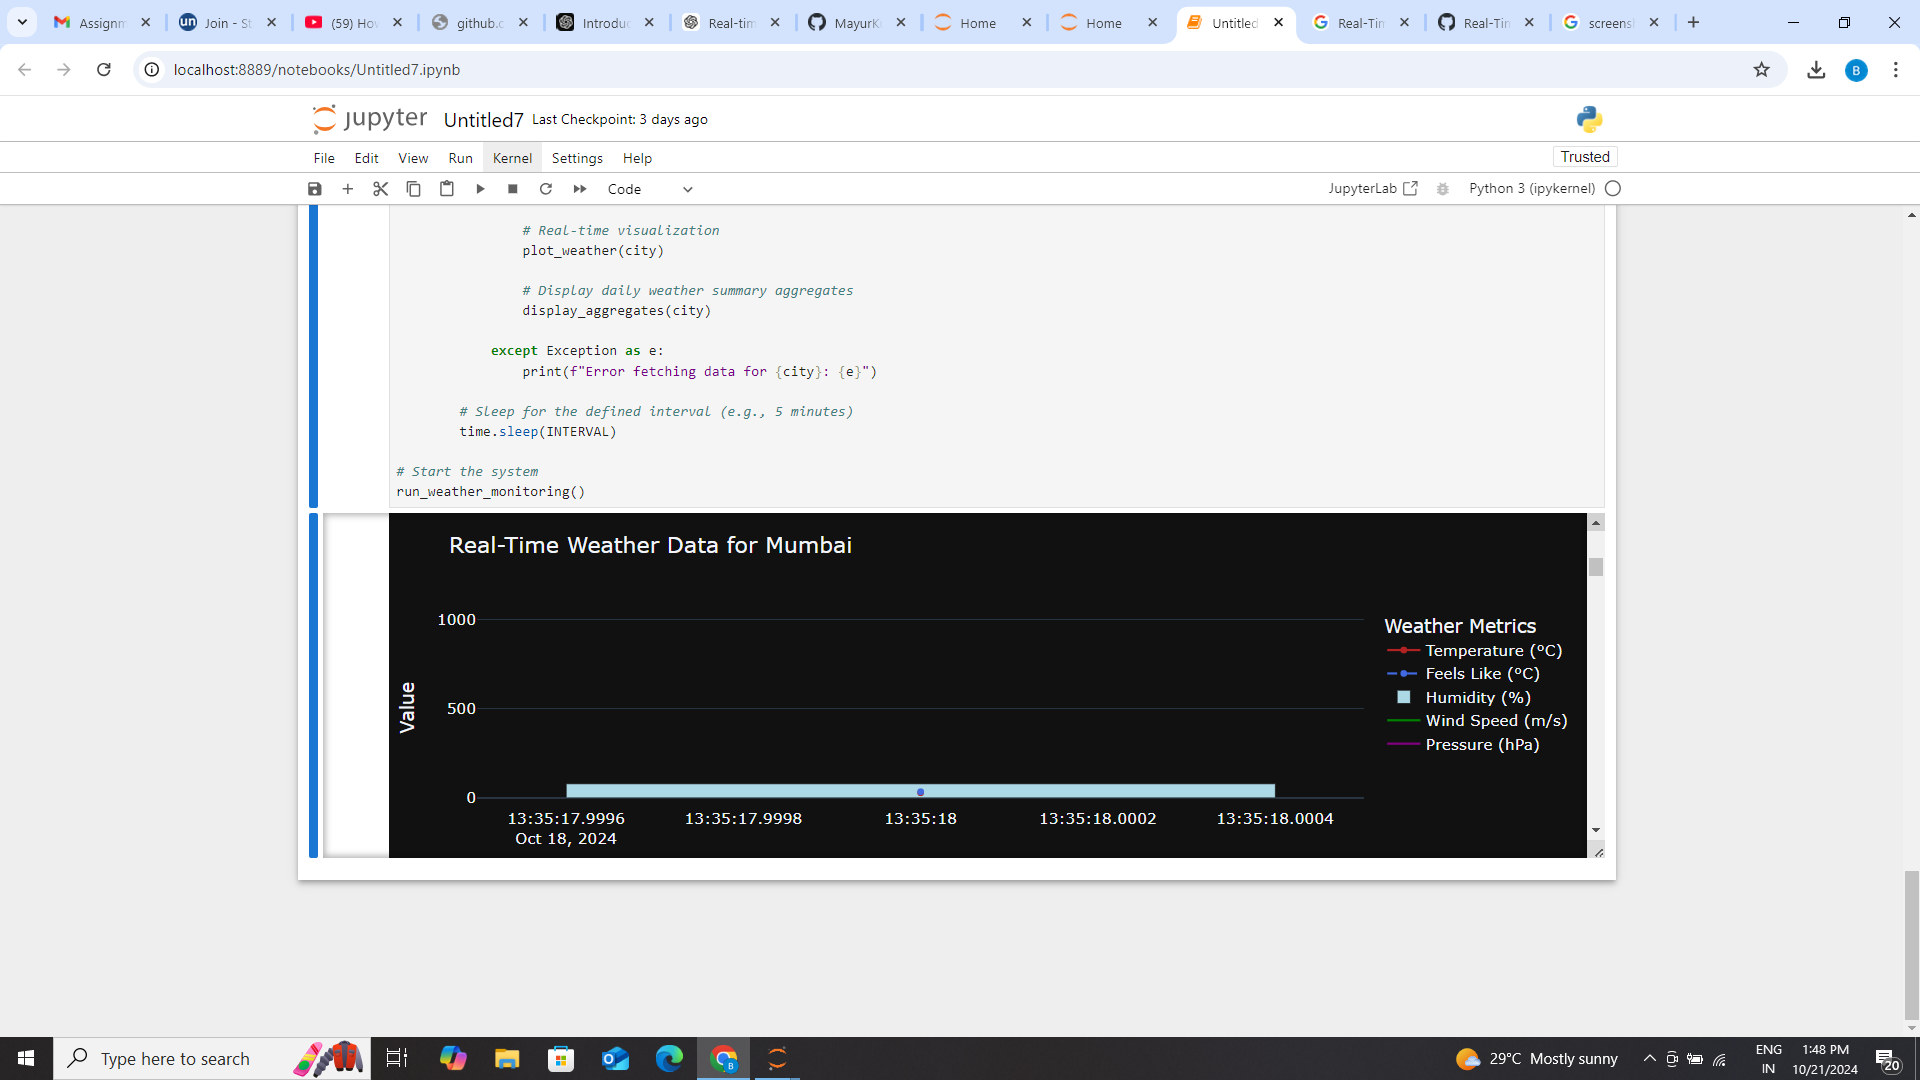 Assignm
Join - St
(59) Hov
github.c
Introduc
Real-tim
MayurK
Home
Home
Untitled
Real-Tim
Real-Tim
screensh
localhost:8889/notebooks/Untitled7.ipynb
B
jupyter Untitled7 Last Checkpoint: 3 days ago
File Edit View Run Kernel Settings Help
Trusted
Code
JupyterLab
Python 3 (ipykernel)
# Real-time visualization
plot_weather(city)
# Display daily weather summary aggregates
display_aggregates(city)
except Exception as e:
print(f"Error fetching data for {city}: {e}")
# Sleep for the defined interval (e.g., 5 minutes)
time.sleep(INTERVAL)
# Start the system
run_weather_monitoring()
Real-Time Weather Data for Mumbai
1000
500
0
Value
13:35:17.9996
Oct 18, 2024
13:35:17.9998
13:35:18
13:35:18.0002
13:35:18.0004
Weather Metrics
Temperature (°C)
Feels Like (°C)
Humidity (%)
Wind Speed (m/s)
Pressure (hPa)
Type here to search
29°C Mostly sunny
ENG
IN
1:48 PM
10/21/2024
20